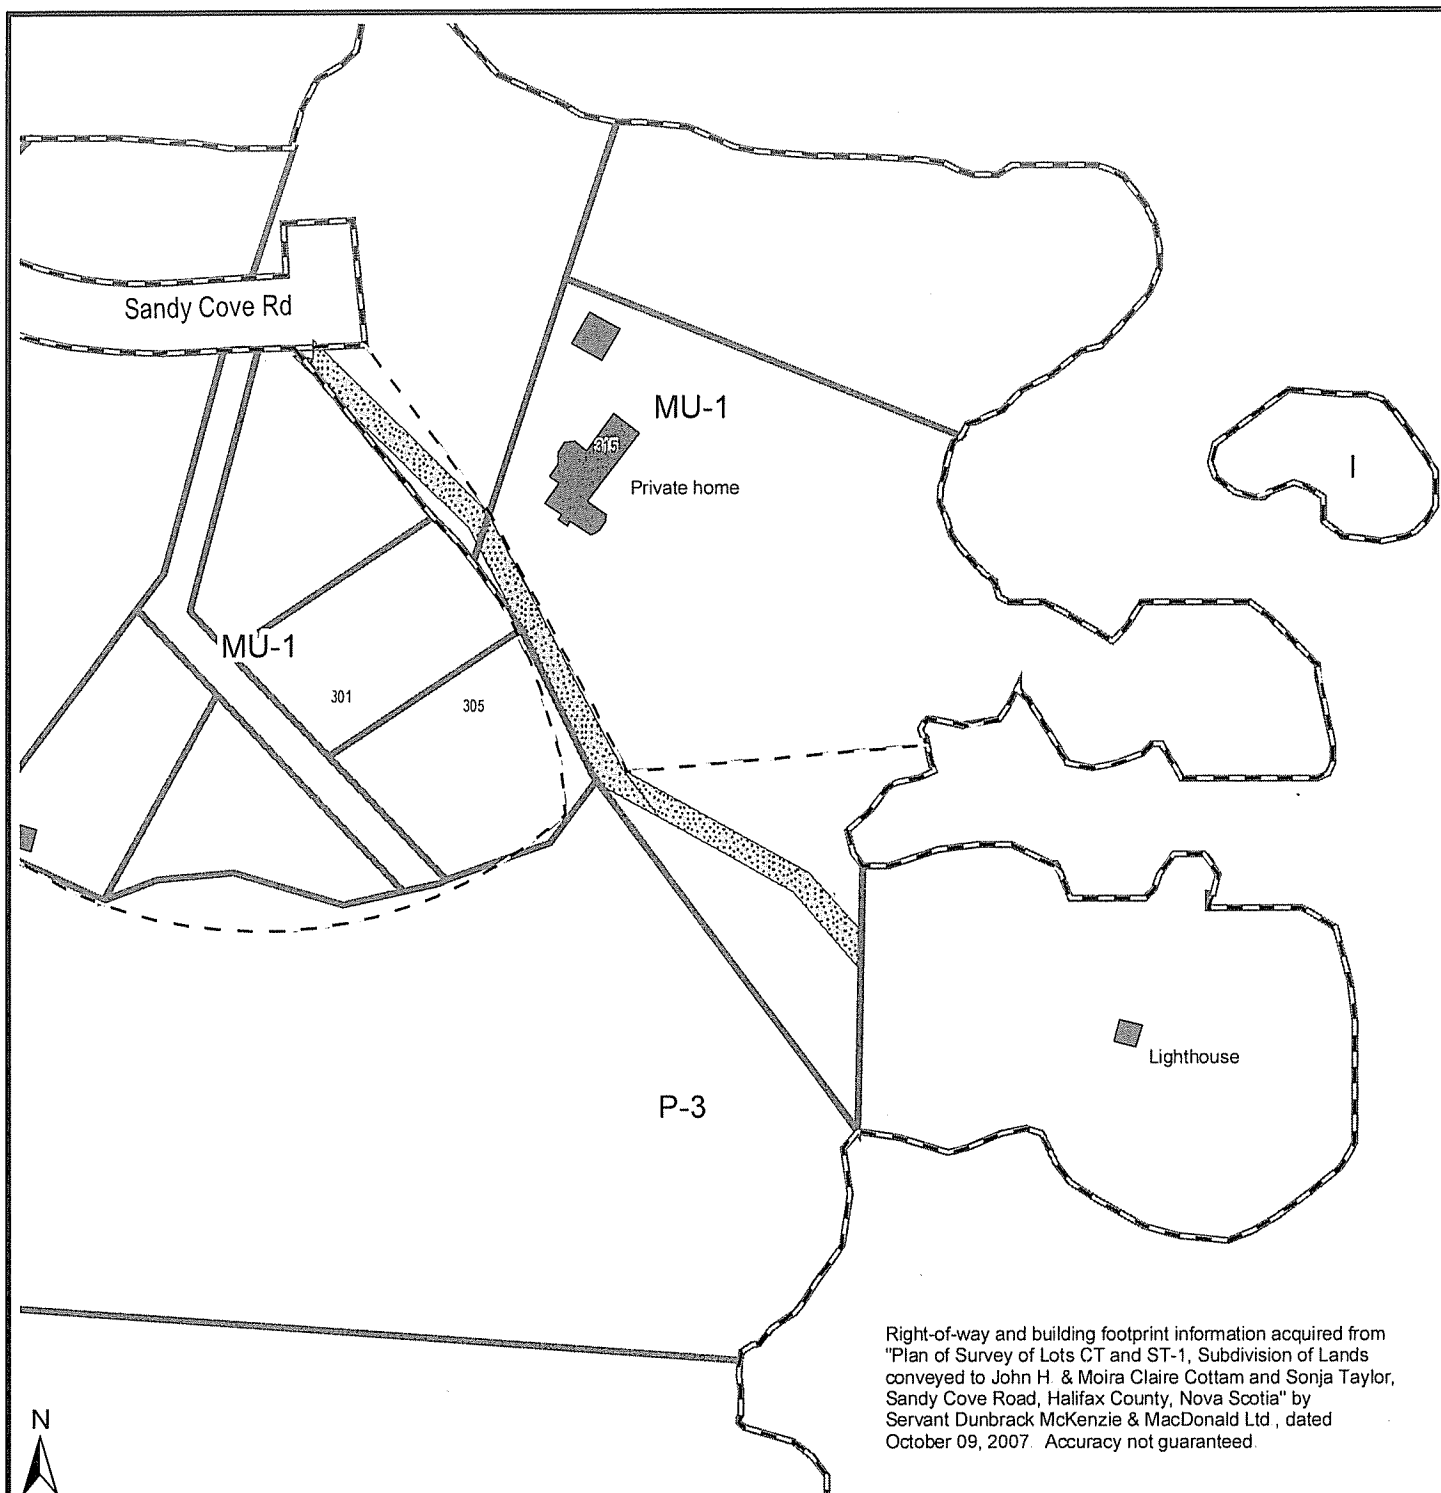 Sandy Cove Rd
MU-1
315
Private home
I
MU-1
301
305
Lighthouse
P-3
Right-of-way and building footprint information acquired from
"Plan of Survey of Lots CT and ST-1, Subdivision of Lands
conveyed to John H. & Moira Claire Cottam and Sonja Taylor,
Sandy Cove Road, Halifax County, Nova Scotia" by
Servant Dunbrack McKenzie & MacDonald Ltd , dated
October 09, 2007. Accuracy not guaranteed.
N